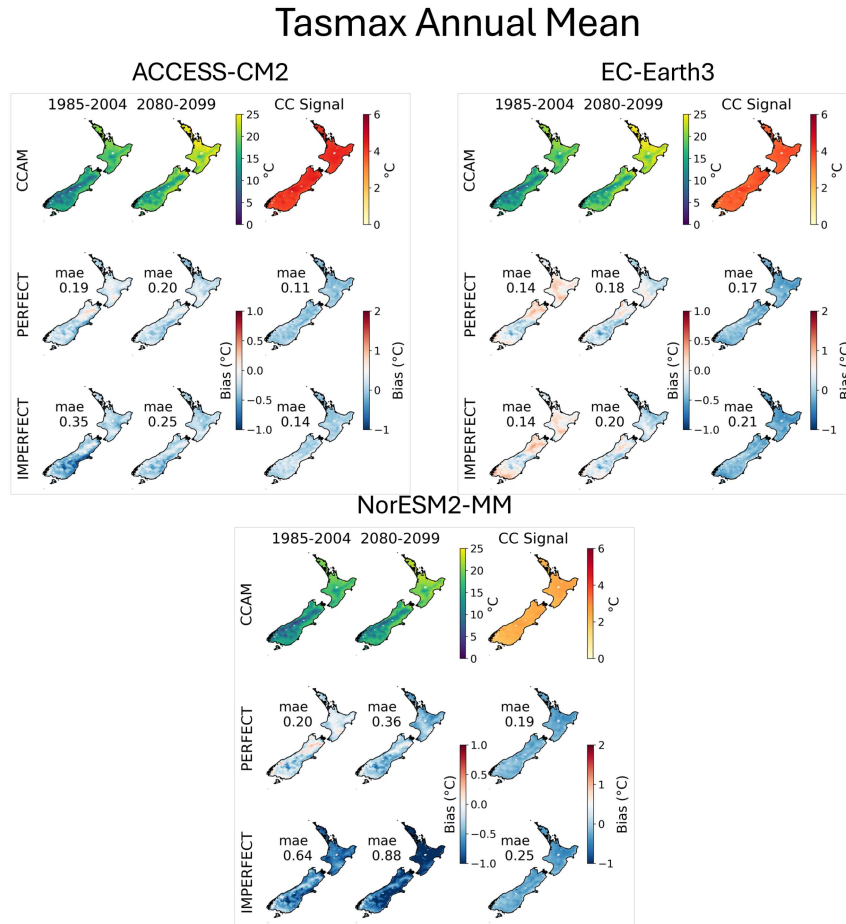 Tasmax Annual Mean
ACCESS-CM2
1985-2004 2080-2099 CC Signal
CCAM
25
20
15
10
5
0
°C
6
4
2
0
°C
PERFECT
mae
0.19
mae
0.20
mae
0.11
IMPERFECT
mae
0.35
mae
0.25
mae
0.14
1.0
0.5
0.0
−0.5
−1.0
Bias (°C)
2
1
0
−1
Bias (°C)
EC-Earth3
1985-2004 2080-2099 CC Signal
CCAM
25
20
15
10
5
0
°C
6
4
2
0
°C
PERFECT
mae
0.14
mae
0.18
mae
0.17
IMPERFECT
mae
0.14
mae
0.20
mae
0.21
1.0
0.5
0.0
−0.5
−1.0
Bias (°C)
2
1
0
−1
Bias (°C)
NorESM2-MM
1985-2004 2080-2099 CC Signal
CCAM
25
20
15
10
5
0
°C
6
4
2
0
°C
PERFECT
mae
0.20
mae
0.36
mae
0.19
IMPERFECT
mae
0.64
mae
0.88
mae
0.25
1.0
0.5
0.0
−0.5
−1.0
Bias (°C)
2
1
0
−1
Bias (°C)